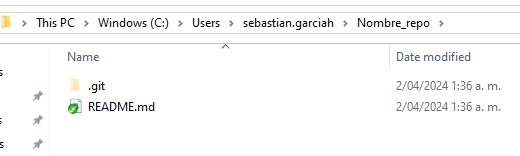 This PC > Windows (C:) > Users > sebastian.garciah > Nombre_repo >
Name Date modified
.git 2/04/2024 1:36 a. m.
README.md 2/04/2024 1:36 a. m.